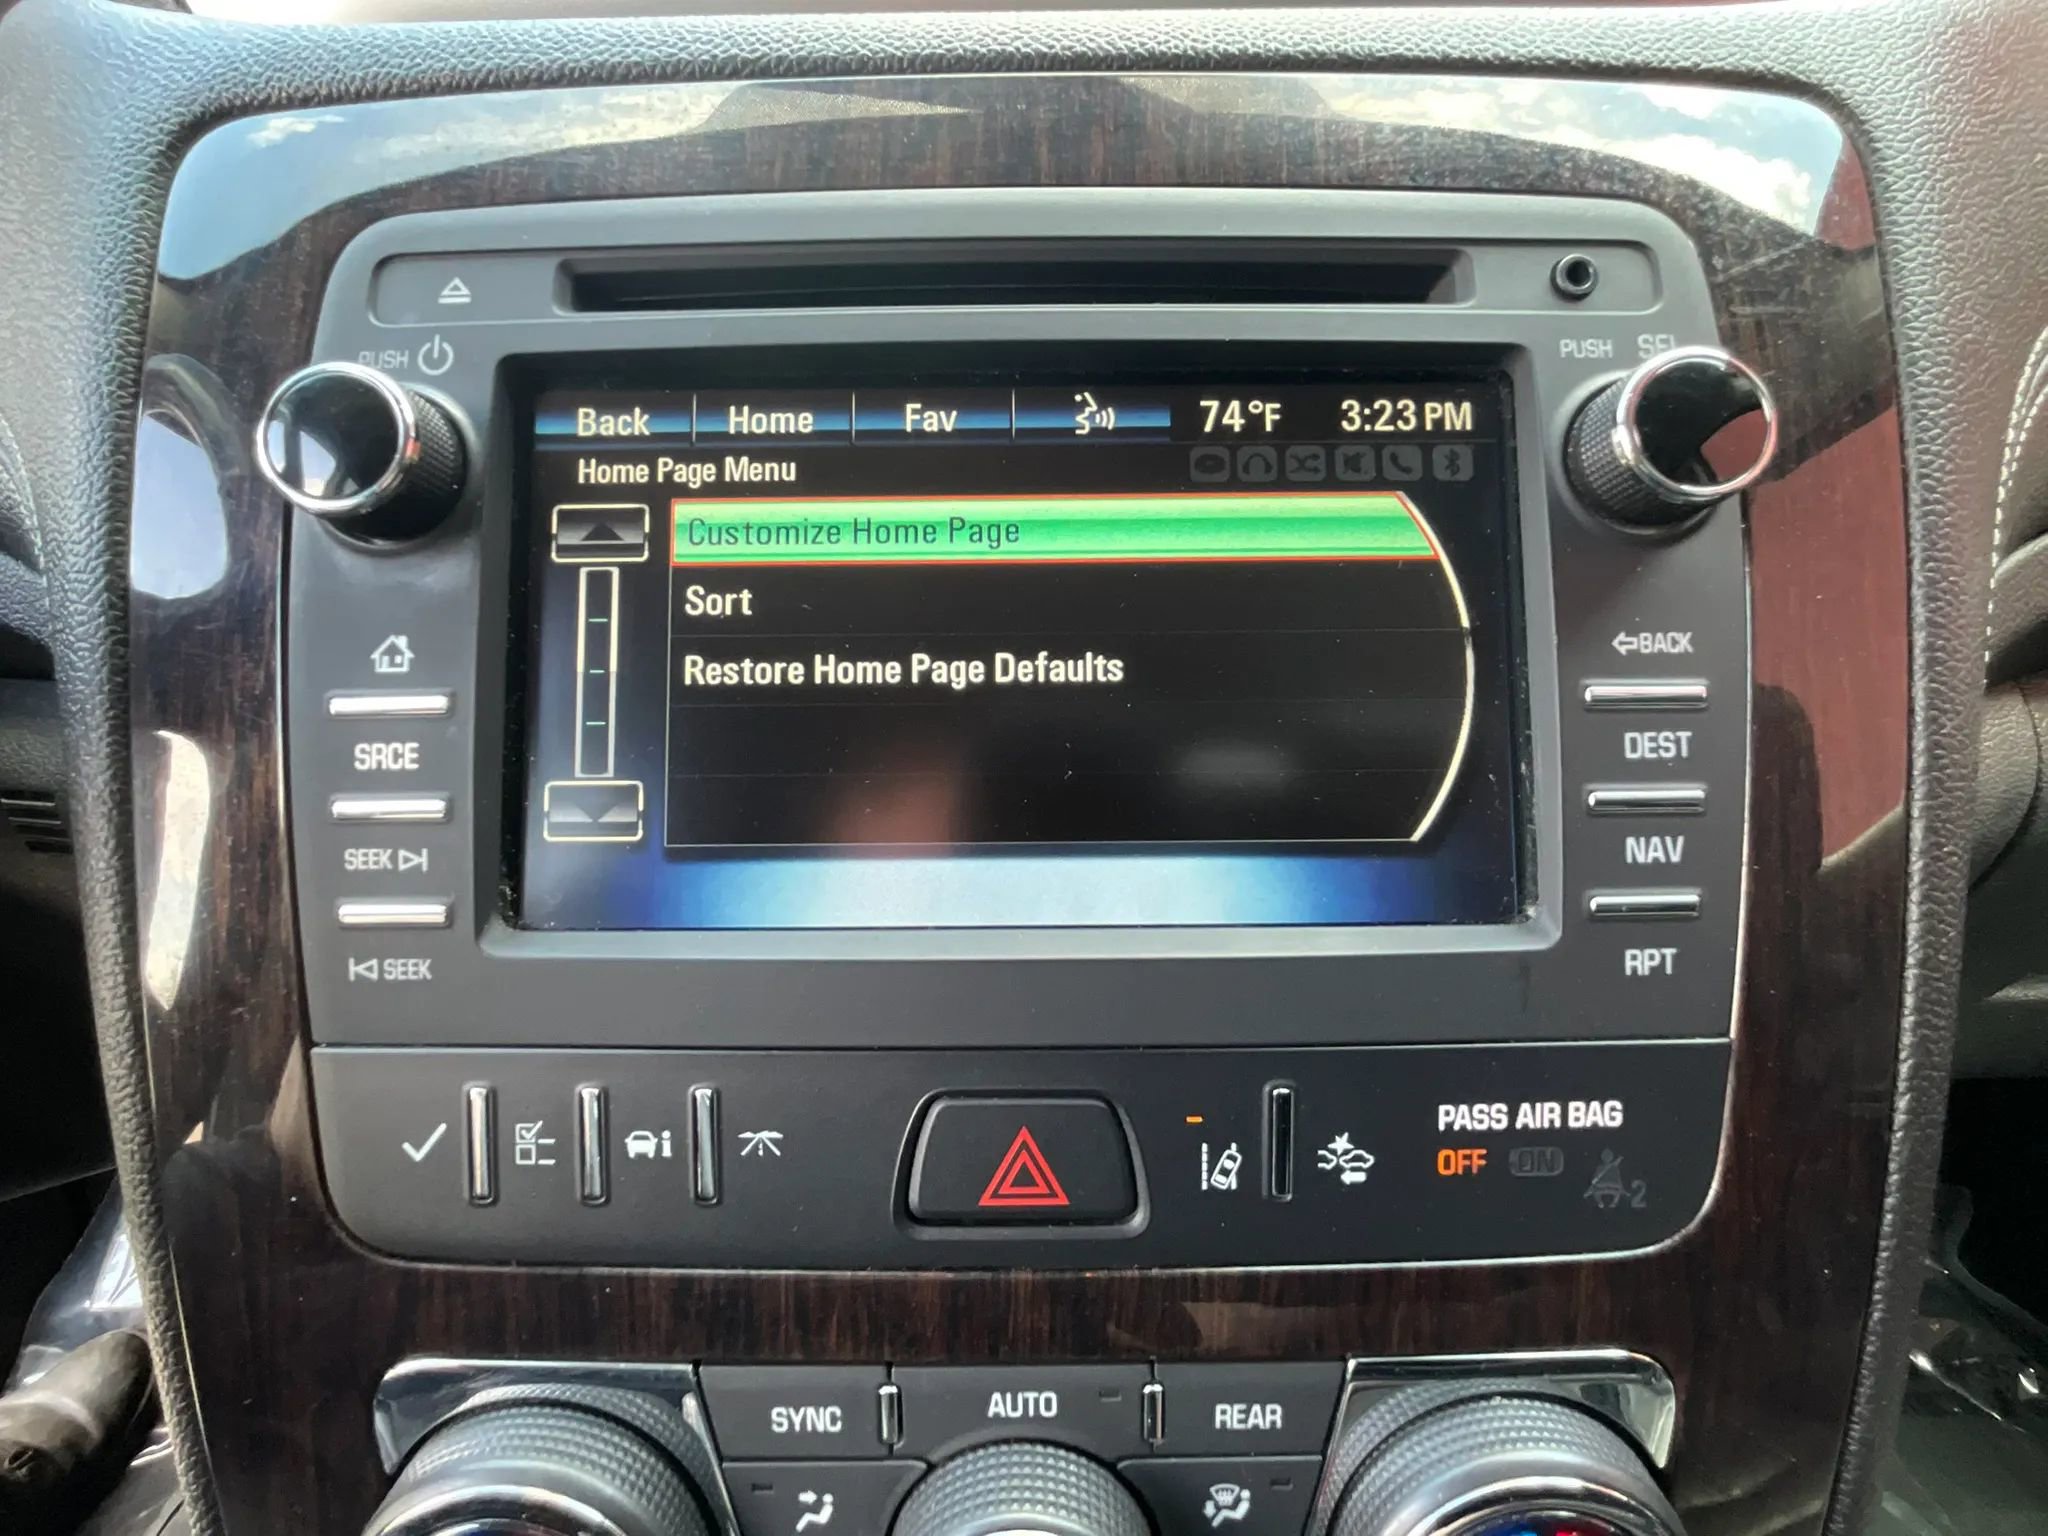 PUSH
PUSH SEL
Back Home Fav 74°F 3:23 PM
Home Page Menu
Customize Home Page
Sort
Restore Home Page Defaults
SRCE
SEEK
SEEK
BACK
DEST
NAV
RPT
PASS AIR BAG
OFF ON
2
SYNC AUTO REAR